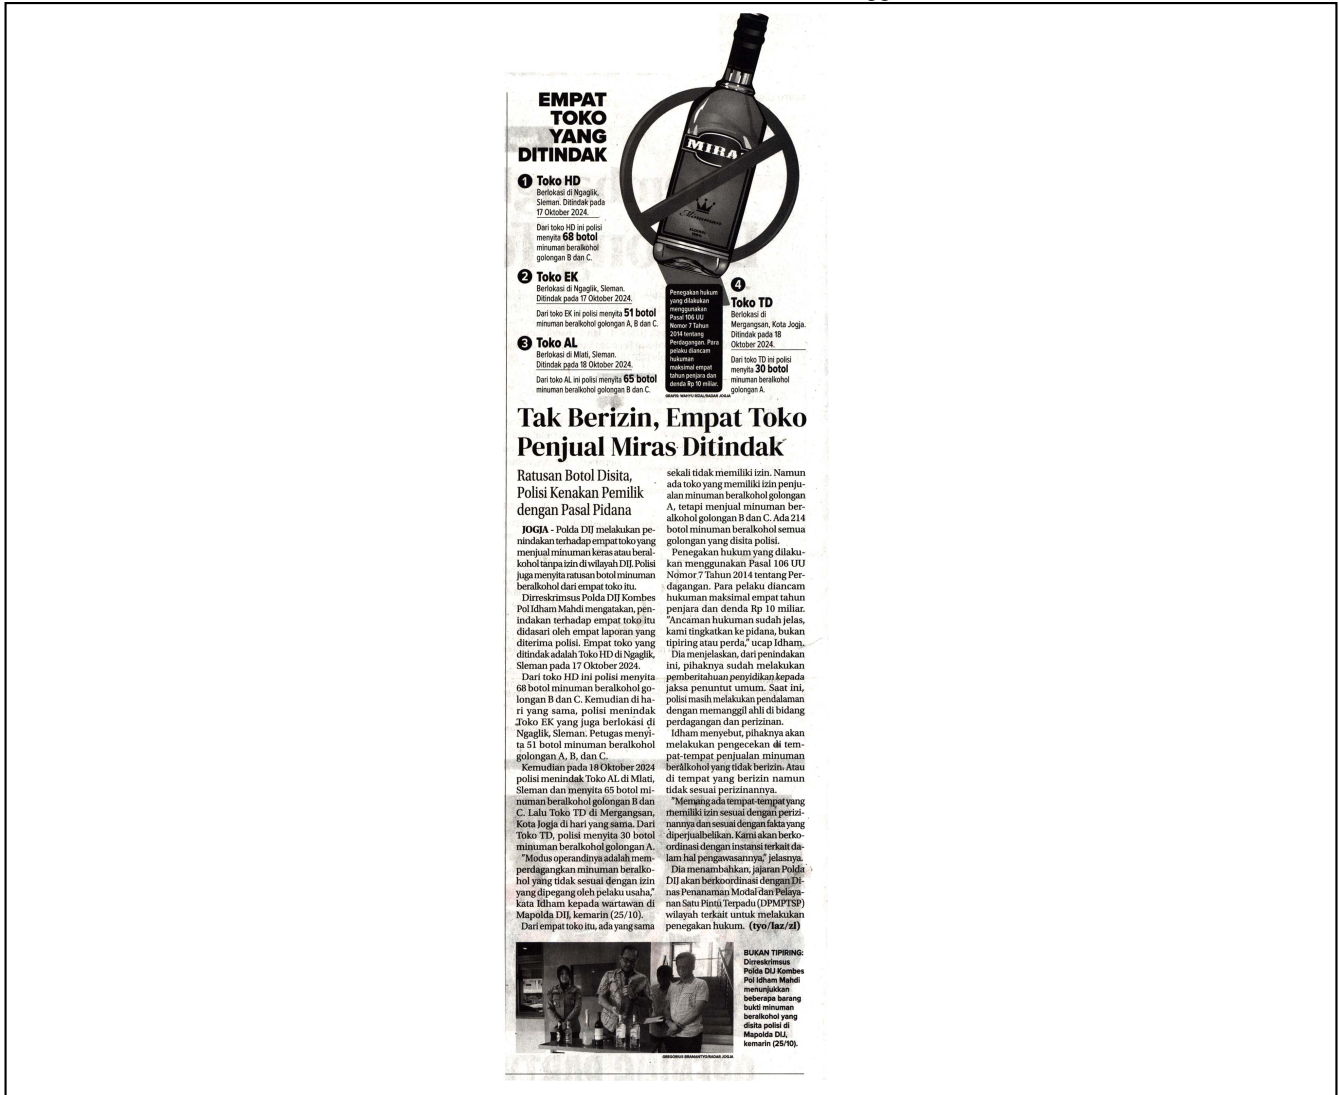 EMPAT
TOKO
YANG
DITINDAK
1 Toko HD
Berlokasi di Ngaglik,
Sleman. Ditindak pada
17 Oktober 2024.
Dari toko HD ini polisi
menyita 68 botol
minuman beralkohol
golongan B dan C.
2 Toko EK
Berlokasi di Ngaglik, Sleman.
Ditindak pada 17 Oktober 2024.
Dari toko EK ini polisi menyita 51 botol
minuman beralkohol golongan A, B dan C.
3 Toko AL
Berlokasi di Mlati, Sleman.
Ditindak pada 18 Oktober 2024.
Dari toko AL ini polisi menyita 65 botol
minuman beralkohol golongan B dan C.
MIRA
Minuman
Penegakan hukum
yang dilakukan
menggunakan
Pasal 106 UU
Nomor 7 Tahun
2014 tentang
Perdagangan. Para
pelaku diancam
hukuman
maksimal empat
tahun penjara dan
denda Rp 10 miliar.
4
Toko TD
Berlokasi di
Mergangsan, Kota Jogja.
Ditindak pada 18
Oktober 2024.
Dari toko TD ini polisi
menyita 30 botol
minuman beralkohol
golongan A.
GRAFIS: WAHYU RIZAL/RADAR JOGJA
Tak Berizin, Empat Toko
Penjual Miras Ditindak
Ratusan Botol Disita,
Polisi Kenakan Pemilik
dengan Pasal Pidana
JOGJA - Polda DIJ melakukan pe-
nindakan terhadap empat toko yang
menjual minuman keras atau beral-
kohol tanpa izin di wilayah DIJ. Polisi
juga menyita ratusan botol minuman
beralkohol dari empat toko itu.
Dirreskrimsus Polda DIJ Kombes
Pol Idham Mahdi mengatakan, pen-
indakan terhadap empat toko itu
didasari oleh empat laporan yang
diterima polisi. Empat toko yang
ditindak adalah Toko HD di Ngaglik,
Sleman pada 17 Oktober 2024.
Dari toko HD ini polisi menyita
68 botol minuman beralkohol go-
longan B dan C. Kemudian di ha-
ri yang sama, polisi menindak
Toko EK yang juga berlokasi di
Ngaglik, Sleman. Petugas menyi-
ta 51 botol minuman beralkohol
golongan A, B, dan C.
Kemudian pada 18 Oktober 2024
polisi menindak Toko AL di Mlati,
Sleman dan menyita 65 botol mi-
numan beralkohol golongan B dan
C. Lalu Toko TD di Mergangsan,
Kota Jogja di hari yang sama. Dari
Toko TD, polisi menyita 30 botol
minuman beralkohol golongan A.
"Modus operandinya adalah mem-
perdagangkan minuman beralko-
hol yang tidak sesuai dengan izin
yang dipegang oleh pelaku usaha,"
kata Idham kepada wartawan di
Mapolda DIJ, kemarin (25/10).
Dari empat toko itu, ada yang sama
sekali tidak memiliki izin. Namun
ada toko yang memiliki izin penju-
alan minuman beralkohol golongan
A, tetapi menjual minuman ber-
alkohol golongan B dan C. Ada 214
botol minuman beralkohol semua
golongan yang disita polisi.
Penegakan hukum yang dilaku-
kan menggunakan Pasal 106 UU
Nomor 7 Tahun 2014 tentang Per-
dagangan. Para pelaku diancam
hukuman maksimal empat tahun
penjara dan denda Rp 10 miliar.
"Ancaman hukuman sudah jelas,
kami tingkatkan ke pidana, bukan
tipiring atau perda," ucap Idham.
Dia menjelaskan, dari penindakan
ini, pihaknya sudah melakukan
pemberitahuan penyidikan kepada
jaksa penuntut umum. Saat ini,
polisi masih melakukan pendalaman
dengan memanggil ahli di bidang
perdagangan dan perizinan.
Idham menyebut, pihaknya akan
melakukan pengecekan di tem-
pat-tempat penjualan minuman
beralkohol yang tidak berizin. Atau
di tempat yang berizin namun
tidak sesuai perizinannya.
"Memang ada tempat-tempat yang
memiliki izin sesuai dengan perizi-
nannya dan sesuai dengan fakta yang
diperjualbelikan. Kami akan berko-
ordinasi dengan instansi terkait da-
lam hal pengawasannya," jelasnya.
Dia menambahkan, jajaran Polda
DIJ akan berkoordinasi dengan Di-
nas Penanaman Modal dan Pelaya-
nan Satu Pintu Terpadu (DPMPTSP)
wilayah terkait untuk melakukan
penegakan hukum. (tyo/laz/zl)
BUKAN TIPIRING:
Dirreskrimsus
Polda DIJ Kombes
Pol Idham Mahdi
menunjukkan
beberapa barang
bukti minuman
beralkohol yang
disita polisi di
Mapolda DIJ,
kemarin (25/10).
GREGORIUS BRAMANTYO/RADAR JOGJA